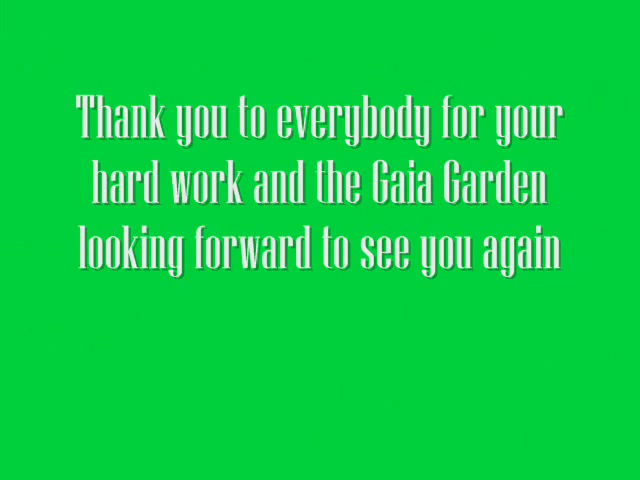 Thank you to everybody for your
hard work and the Gaia Garden
looking forward to see you again